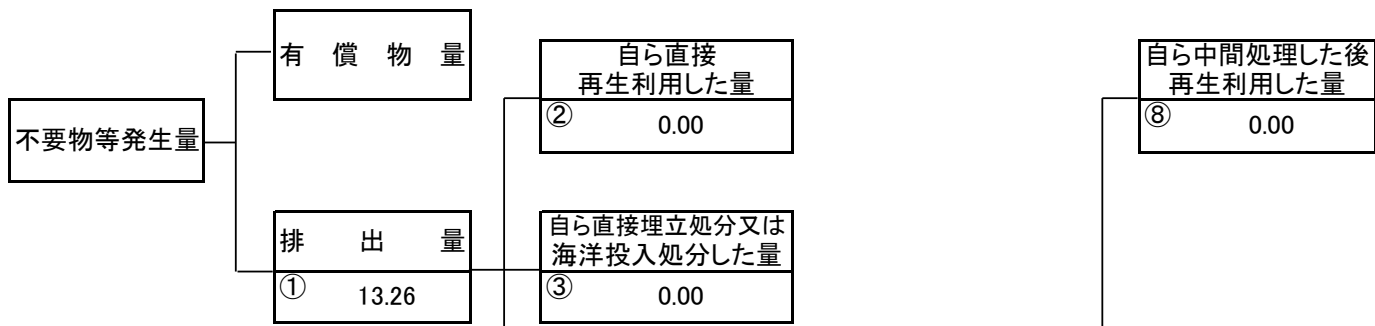 有償物量
自ら直接
再生利用した量
② 0.00
自ら中間処理した後
再生利用した量
⑧ 0.00
不要物等発生量
排出量
① 13.26
自ら直接埋立処分又は
海洋投入処分した量
③ 0.00